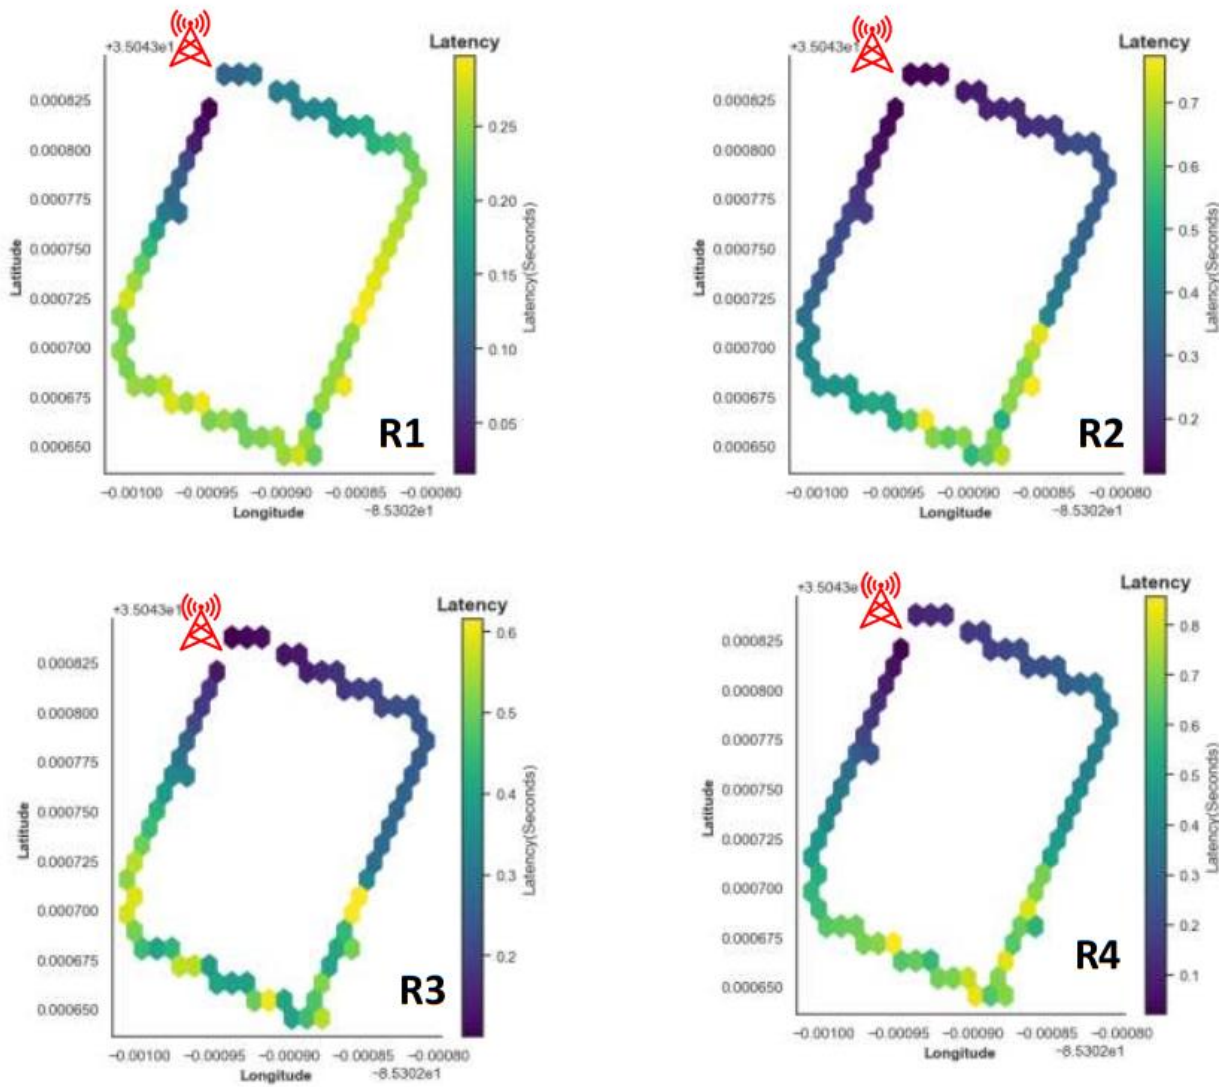 +3.5043e1
Latency
0.000825
0.000800
0.000775
0.000750
0.000725
0.000700
0.000675
0.000650
Latitude
0.25
0.20
0.15
0.10
0.05
Latency(Seconds)
R1
−0.00100 −0.00095 −0.00090 −0.00085 −0.00080
Longitude
−8.5302e1
+3.5043e1
Latency
0.000825
0.000800
0.000775
0.000750
0.000725
0.000700
0.000675
0.000650
Latitude
0.7
0.6
0.5
0.4
0.3
0.2
Latency(Seconds)
R2
−0.00100 −0.00095 −0.00090 −0.00085 −0.00080
Longitude
−8.5302e1
+3.5043e1
Latency
0.000825
0.000800
0.000775
0.000750
0.000725
0.000700
0.000675
0.000650
Latitude
0.6
0.5
0.4
0.3
0.2
Latency(Seconds)
R3
−0.00100 −0.00095 −0.00090 −0.00085 −0.00080
Longitude
−8.5302e1
+3.5043e
Latency
0.000825
0.000800
0.000775
0.000750
0.000725
0.000700
0.000675
0.000650
Latitude
0.8
0.7
0.6
0.5
0.4
0.3
0.2
0.1
Latency(Seconds)
R4
−0.00100 −0.00095 −0.00090 −0.00085 −0.00080
Longitude
−8.5302e1